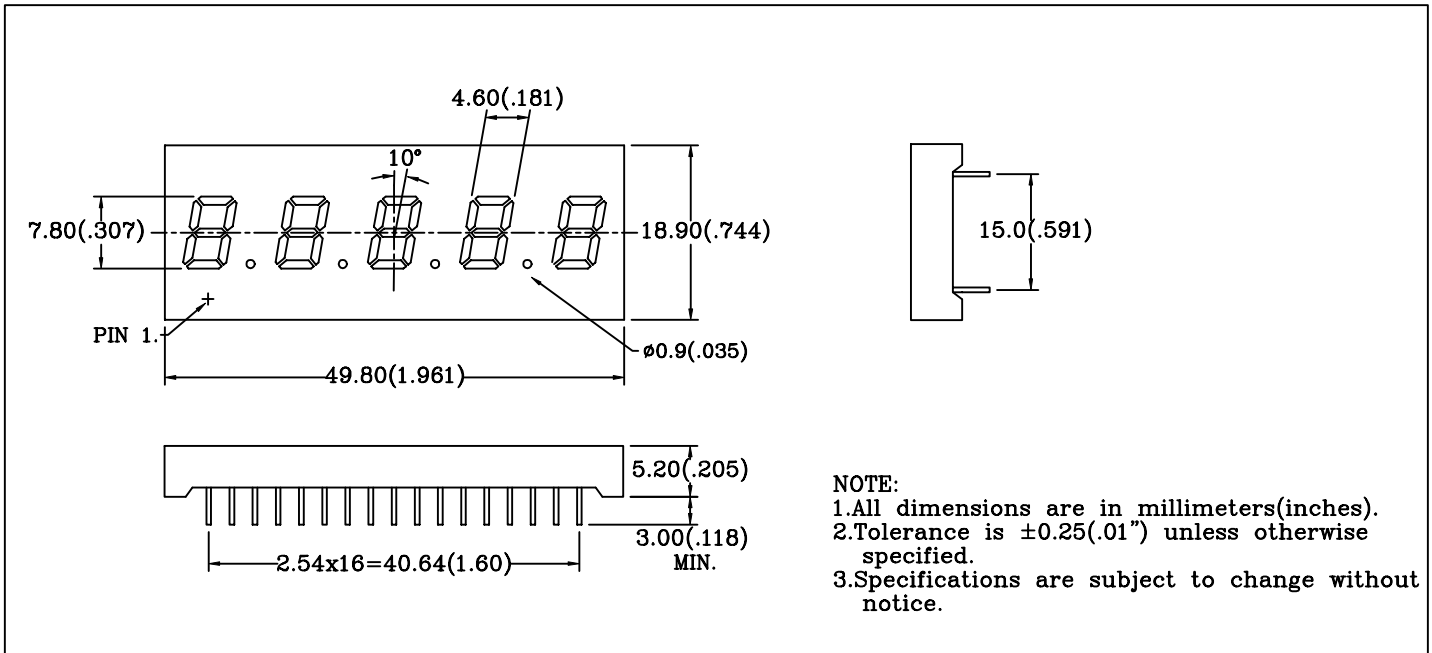 4.60(.181)
10°
7.80(.307)
18.90(.744)
15.0(.591)
PIN 1.
ø0.9(.035)
49.80(1.961)
5.20(.205)
3.00(.118)
MIN.
2.54x16=40.64(1.60)
NOTE:
1.All dimensions are in millimeters(inches).
2.Tolerance is ±0.25(.01") unless otherwise
specified.
3.Specifications are subject to change without
notice.